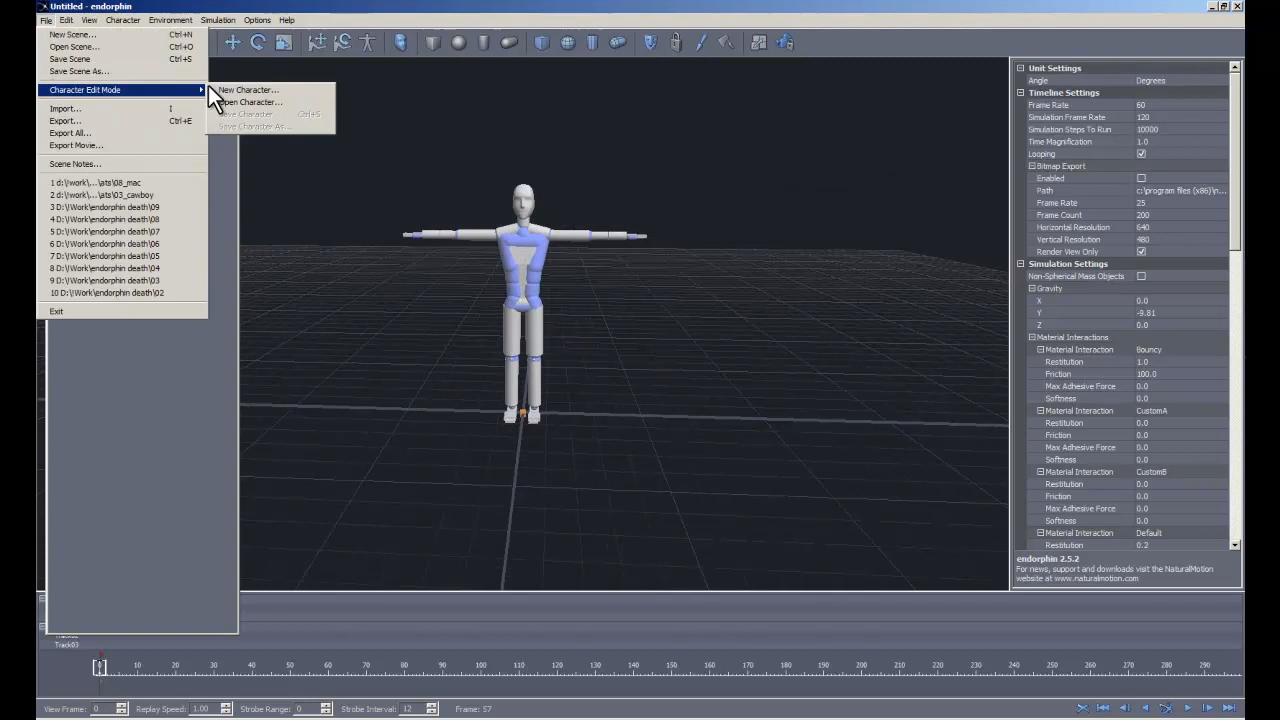 Untitled - endorphin
File Edit View Character Environment Simulation Options Help
New Scene... Ctrl+N
Open Scene... Ctrl+O
Save Scene Ctrl+S
Save Scene As...
Character Edit Mode
New Character...
Open Character...
Save Character Ctrl+S
Save Character As...
Import... I
Export... Ctrl+E
Export All...
Export Movie...
Scene Notes...
1 d:\!work\...\ats\08_mac
2 d:\!work\...\ats\03_cawboy
3 D:\!Work\endorphin death\09
4 D:\!Work\endorphin death\08
5 D:\!Work\endorphin death\07
6 D:\!Work\endorphin death\06
7 D:\!Work\endorphin death\05
8 D:\!Work\endorphin death\04
9 D:\!Work\endorphin death\03
10 D:\!Work\endorphin death\02
Exit
Unit Settings
Angle Degrees
Timeline Settings
Frame Rate 60
Simulation Frame Rate 120
Simulation Steps To Run 10000
Time Magnification 1.0
Looping
Bitmap Export
Enabled
Path c:\program files (x86)\n...
Frame Rate 25
Frame Count 200
Horizontal Resolution 640
Vertical Resolution 480
Render View Only
Simulation Settings
Non-Spherical Mass Objects
Gravity
X 0.0
Y -9.81
Z 0.0
Material Interactions
Material Interaction Bouncy
Restitution 1.0
Friction 100.0
Max Adhesive Force 0.0
Softness 0.0
Material Interaction CustomA
Restitution 0.0
Friction 0.0
Max Adhesive Force 0.0
Softness 0.0
Material Interaction CustomB
Restitution 0.0
Friction 0.0
Max Adhesive Force 0.0
Softness 0.0
Material Interaction Default
Restitution 0.2
endorphin 2.5.2
For news, support and downloads visit the NaturalMotion
website at www.naturalmotion.com
Track03
0 10 20 30 40 50 60 70 80 90 100 110 120 130 140 150 160 170 180 190 200 210 220 230 240 250 260 270 280 290
View Frame: 0 Replay Speed: 1.00 Strobe Range: 0 Strobe Interval: 12 Frame: 57